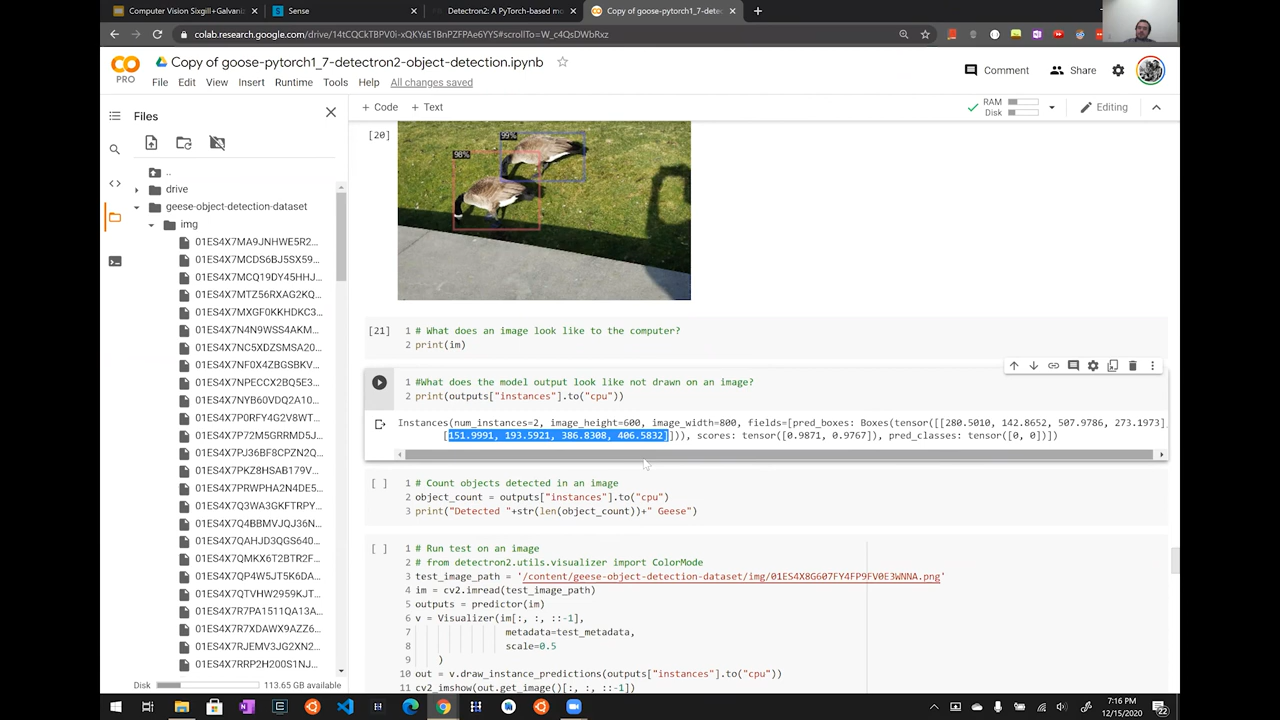 Computer Vision Sixgill+Galvani
Sense
Detectron2: A PyTorch-based mo
Copy of goose-pytorch1_7-detec
colab.research.google.com/drive/14tCQCkTBPV0i-xQKYaE1BnPZFPAe6YYS#scrollTo=W_c4QsDWbRxz
Copy of goose-pytorch1_7-detectron2-object-detection.ipynb
PRO
File Edit View Insert Runtime Tools Help All changes saved
Comment Share
Files
+ Code + Text
RAM
Disk
Editing
..
drive
geese-object-detection-dataset
img
01ES4X7MA9JNHWE5R2...
01ES4X7MCDS6BJ5SX59...
01ES4X7MCQ19DY45HHJ...
01ES4X7MTZ56RXAG2KQ...
01ES4X7MXGF0KKHDKC3...
01ES4X7N4N9WSS4AKM...
01ES4X7NC5XDZSMSA20...
01ES4X7NF0X4ZBGSBKV...
01ES4X7NPECCX2BQ5E3...
01ES4X7NYB60VDQ2A10...
01ES4X7P0RFY4G2V8WT...
01ES4X7P72M5GRRMD5J...
01ES4X7PJ36BF8CPZN2Q...
01ES4X7PKZ8HSAB179V...
01ES4X7PRWPHA2N4DE5...
01ES4X7Q3WA3GKFTRPY...
01ES4X7Q4BBMVJQJ36N...
01ES4X7QAHJD3QGS640...
01ES4X7QMKX6T2BTR2F...
01ES4X7QP4W5JT5K6DA...
01ES4X7QTVHW2959KJT...
01ES4X7R7PA1511QA13A...
01ES4X7R7XDAWX9AZZ6...
01ES4X7RJEMV3JG2XN2...
01ES4X7RRP2H200S1NJ...
Disk 113.65 GB available
[20]
99%
98%
[21]
1 # What does an image look like to the computer?
2 print(im)
1 #What does the model output look like not drawn on an image?
2 print(outputs["instances"].to("cpu"))
Instances(num_instances=2, image_height=600, image_width=800, fields=[pred_boxes: Boxes(tensor([[280.5010, 142.8652, 507.9786, 273.1973],
[151.9991, 193.5921, 386.8308, 406.5832]])), scores: tensor([0.9871, 0.9767]), pred_classes: tensor([0, 0])])
[ ]
1 # Count objects detected in an image
2 object_count = outputs["instances"].to("cpu")
3 print("Detected "+str(len(object_count))+" Geese")
[ ]
1 # Run test on an image
2 # from detectron2.utils.visualizer import ColorMode
3 test_image_path = '/content/geese-object-detection-dataset/img/01ES4X8G607FY4FP9FV0E3WNNA.png'
4 im = cv2.imread(test_image_path)
5 outputs = predictor(im)
6 v = Visualizer(im[:, :, ::-1],
7 metadata=test_metadata,
8 scale=0.5
9 )
10 out = v.draw_instance_predictions(outputs["instances"].to("cpu"))
11 cv2_imshow(out.get_image()[:, :, ::-1])
7:16 PM
12/15/2020
22